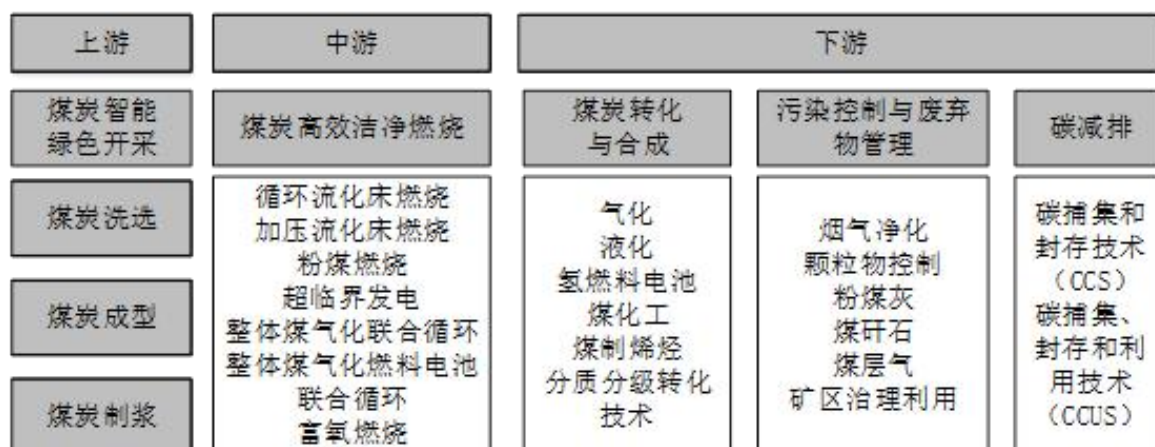 上游
中游
下游
煤炭智能
绿色开采
煤炭高效洁净燃烧
煤炭转化
与合成
污染控制与废弃
物管理
碳减排
煤炭洗选
煤炭成型
煤炭制浆
循环流化床燃烧
加压流化床燃烧
粉煤燃烧
超临界发电
整体煤气化联合循环
整体煤气化燃料电池
联合循环
富氧燃烧
气化
液化
氢燃料电池
煤化工
煤制烯烃
分质分级转化
技术
烟气净化
颗粒物控制
粉煤灰
煤矸石
煤层气
矿区治理利用
碳捕集和
封存技术
（CCS）
碳捕集、
封存和利
用技术
（CCUS）